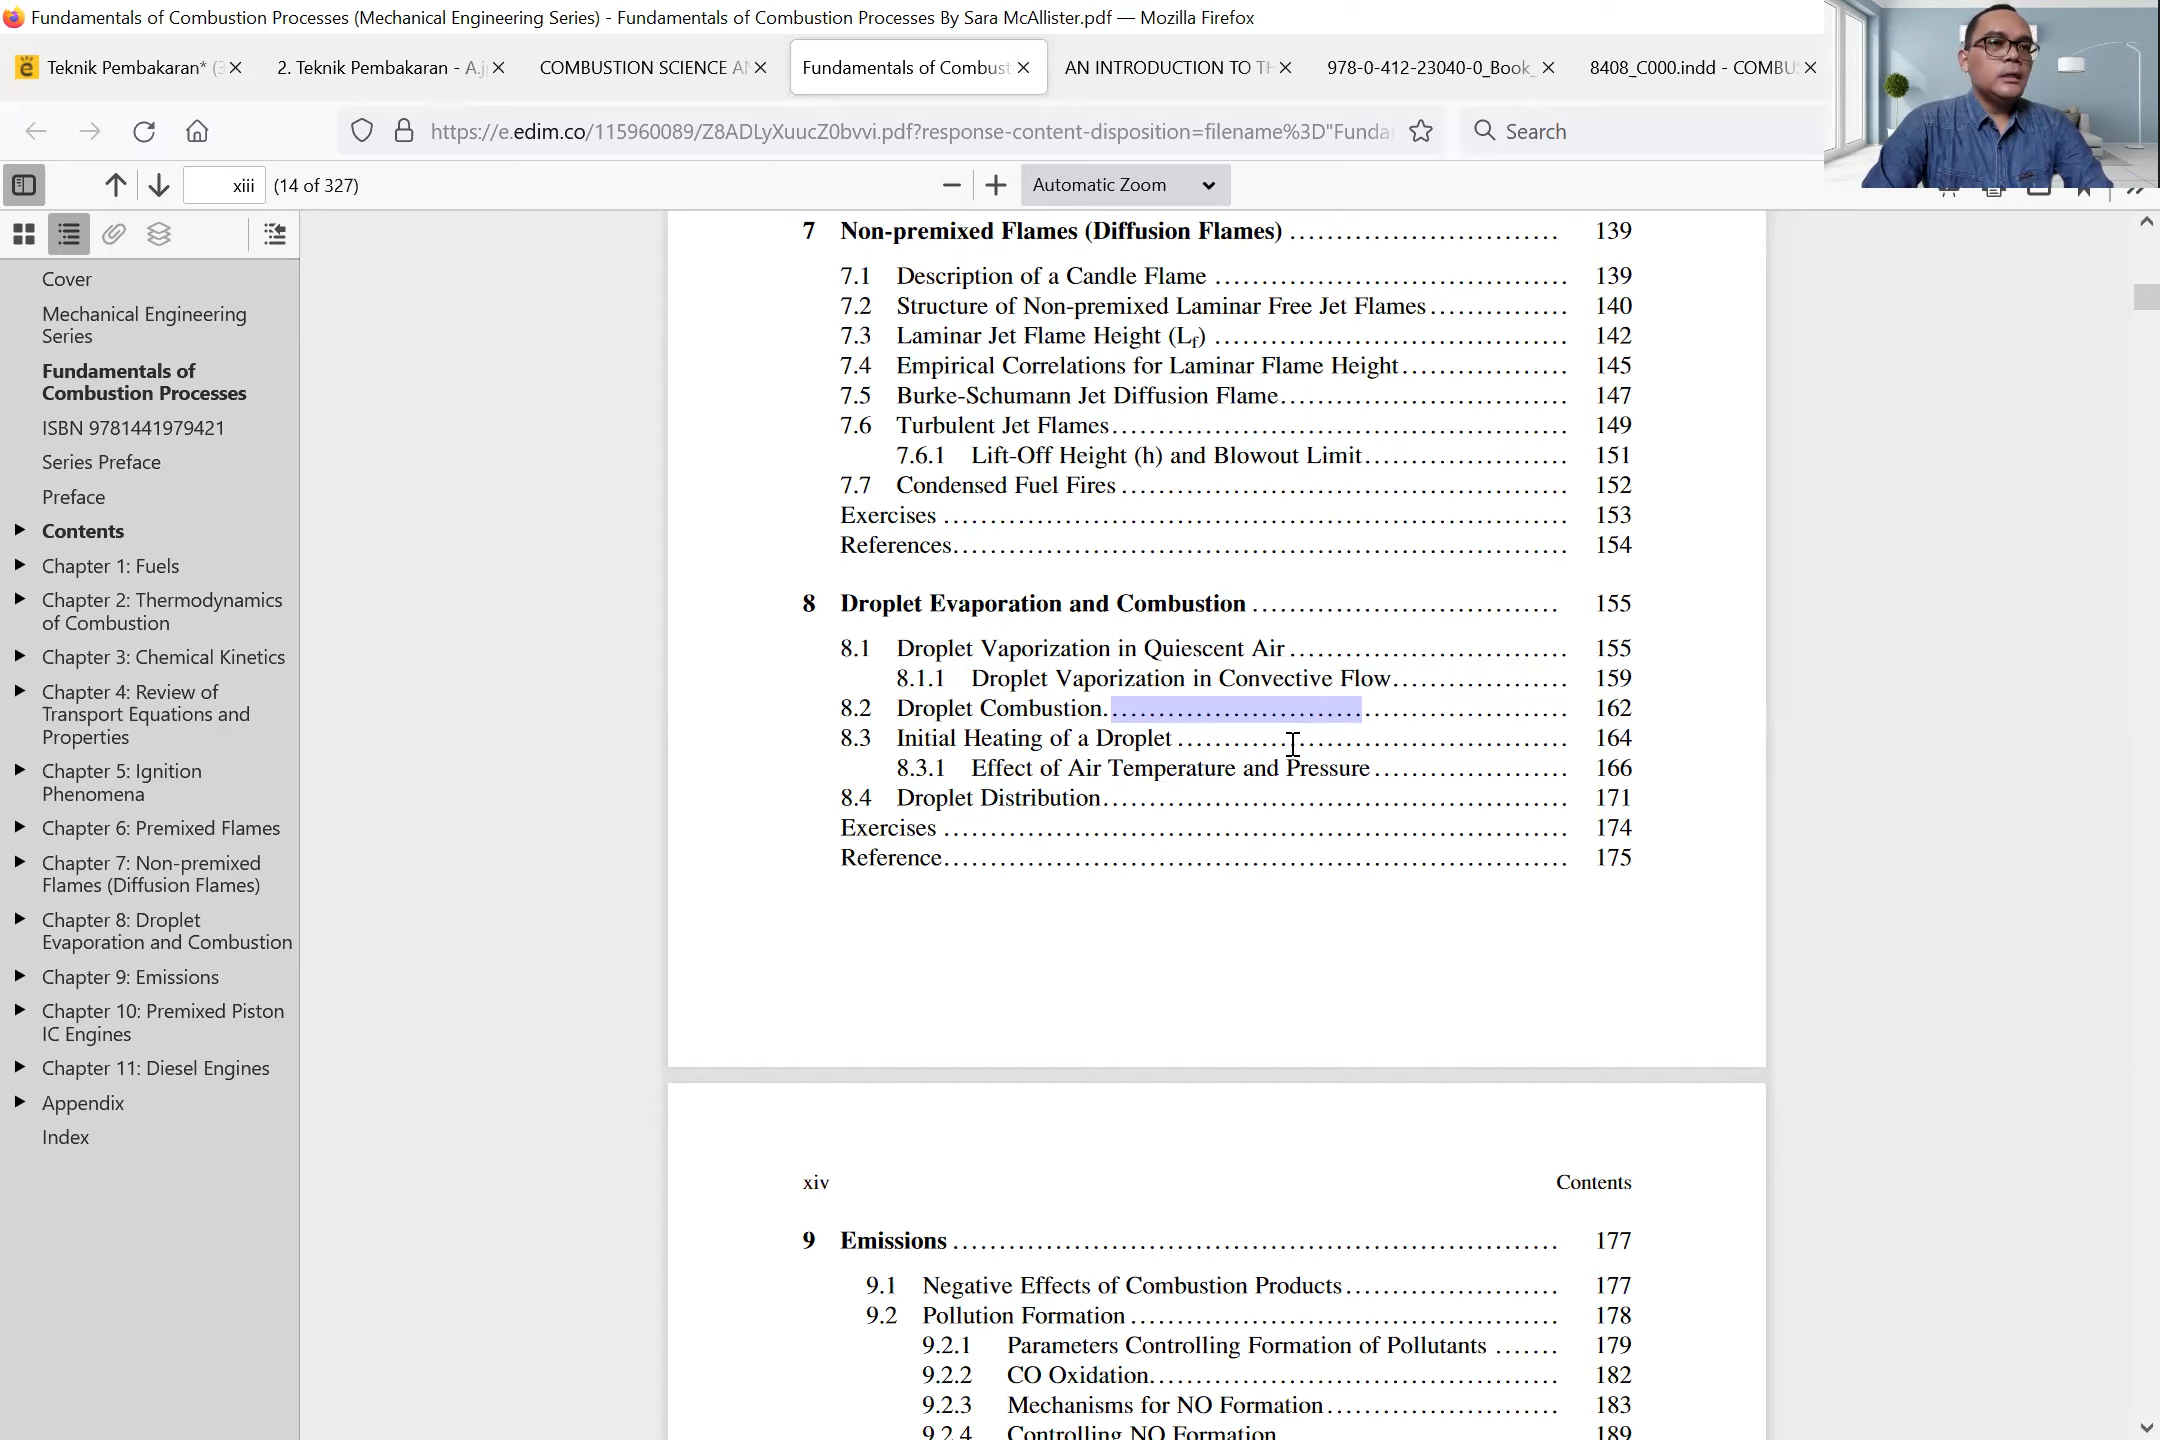 Fundamentals of Combustion Processes (Mechanical Engineering Series) - Fundamentals of Combustion Processes By Sara McAllister.pdf — Mozilla Firefox
Teknik Pembakaran* (3
2. Teknik Pembakaran - A.j
COMBUSTION SCIENCE A
Fundamentals of Combust
AN INTRODUCTION TO TH
978-0-412-23040-0_Book_
8408_C000.indd - COMBU
https://e.edim.co/115960089/Z8ADLyXuucZ0bvvi.pdf?response-content-disposition=filename%3D"Funda
Search
xiii (14 of 327)
Automatic Zoom
Cover
Mechanical Engineering
Series
Fundamentals of
Combustion Processes
ISBN 9781441979421
Series Preface
Preface
Contents
Chapter 1: Fuels
Chapter 2: Thermodynamics
of Combustion
Chapter 3: Chemical Kinetics
Chapter 4: Review of
Transport Equations and
Properties
Chapter 5: Ignition
Phenomena
Chapter 6: Premixed Flames
Chapter 7: Non-premixed
Flames (Diffusion Flames)
Chapter 8: Droplet
Evaporation and Combustion
Chapter 9: Emissions
Chapter 10: Premixed Piston
IC Engines
Chapter 11: Diesel Engines
Appendix
Index
7 Non-premixed Flames (Diffusion Flames) ............................. 139
7.1 Description of a Candle Flame ...................................... 139
7.2 Structure of Non-premixed Laminar Free Jet Flames............... 140
7.3 Laminar Jet Flame Height (Lf) ...................................... 142
7.4 Empirical Correlations for Laminar Flame Height.................. 145
7.5 Burke-Schumann Jet Diffusion Flame............................... 147
7.6 Turbulent Jet Flames................................................. 149
7.6.1 Lift-Off Height (h) and Blowout Limit...................... 151
7.7 Condensed Fuel Fires ................................................ 152
Exercises .................................................................... 153
References.................................................................. 154
8 Droplet Evaporation and Combustion ................................. 155
8.1 Droplet Vaporization in Quiescent Air .............................. 155
8.1.1 Droplet Vaporization in Convective Flow................... 159
8.2 Droplet Combustion.................................................. 162
8.3 Initial Heating of a Droplet .......................................... 164
8.3.1 Effect of Air Temperature and Pressure..................... 166
8.4 Droplet Distribution.................................................. 171
Exercises .................................................................... 174
Reference................................................................... 175
xiv Contents
9 Emissions ................................................................. 177
9.1 Negative Effects of Combustion Products....................... 177
9.2 Pollution Formation .............................................. 178
9.2.1 Parameters Controlling Formation of Pollutants ....... 179
9.2.2 CO Oxidation............................................ 182
9.2.3 Mechanisms for NO Formation......................... 183
9.2.4 Controlling NO Formation 189